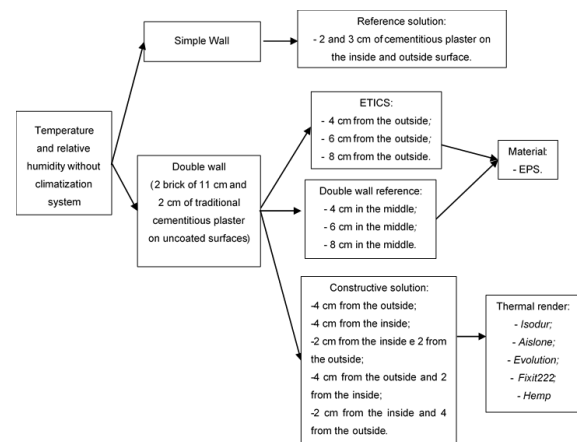 Simple Wall
Reference solution:
- 2 and 3 cm of cementitious plaster on
the inside and outside surface.
Temperature
and relative
humidity without
climatization
system
Double wall
(2 brick of 11 cm and
2 cm of traditional
cementitious plaster
on uncoated surfaces)
ETICS:
- 4 cm from the outside;
- 6 cm from the outside;
- 8 cm from the outside.
Double wall reference:
- 4 cm in the middle;
- 6 cm in the middle;
- 8 cm in the middle.
Material:
- EPS.
Constructive solution:
-4 cm from the outside;
-4 cm from the inside;
-2 cm from the inside e 2 from
the outside;
-4 cm from the outside and 2
from the inside;
-2 cm from the inside and 4
from the outside.
Thermal render:
- Isodur;
- Aislone;
- Evolution;
- Fixit222;
- Hemp